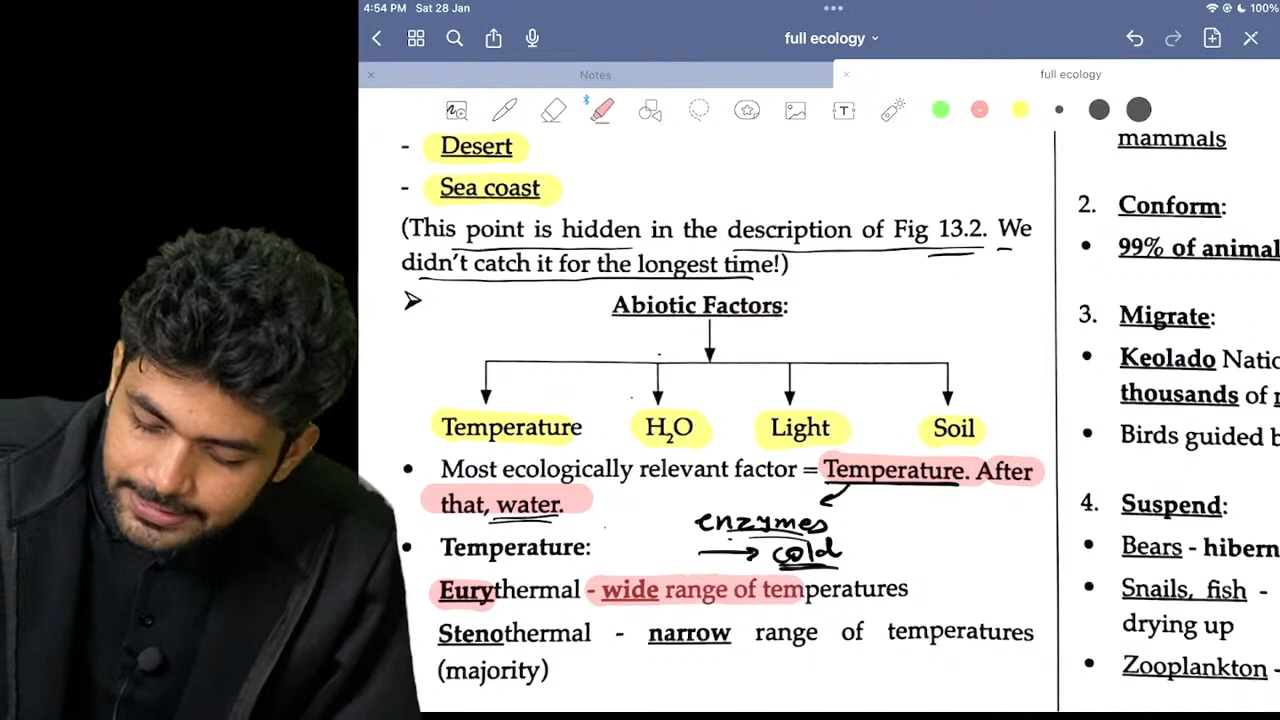 4:54 PM Sat 28 Jan
100%
full ecology
Notes
full ecology
T
- Desert
- Sea coast
(This point is hidden in the description of Fig 13.2. We
didn't catch it for the longest time!)
➤ Abiotic Factors:
Temperature H₂O Light Soil
• Most ecologically relevant factor = Temperature. After
that, water.
enzymes
• Temperature:
cold
Eurythermal - wide range of temperatures
Stenothermal - narrow range of temperatures
(majority)
mammals
2. Conform:
• 99% of animal
3. Migrate:
• Keolado Natio
thousands of
• Birds guided b
4. Suspend:
• Bears - hibern
• Snails, fish -
drying up
• Zooplankton -